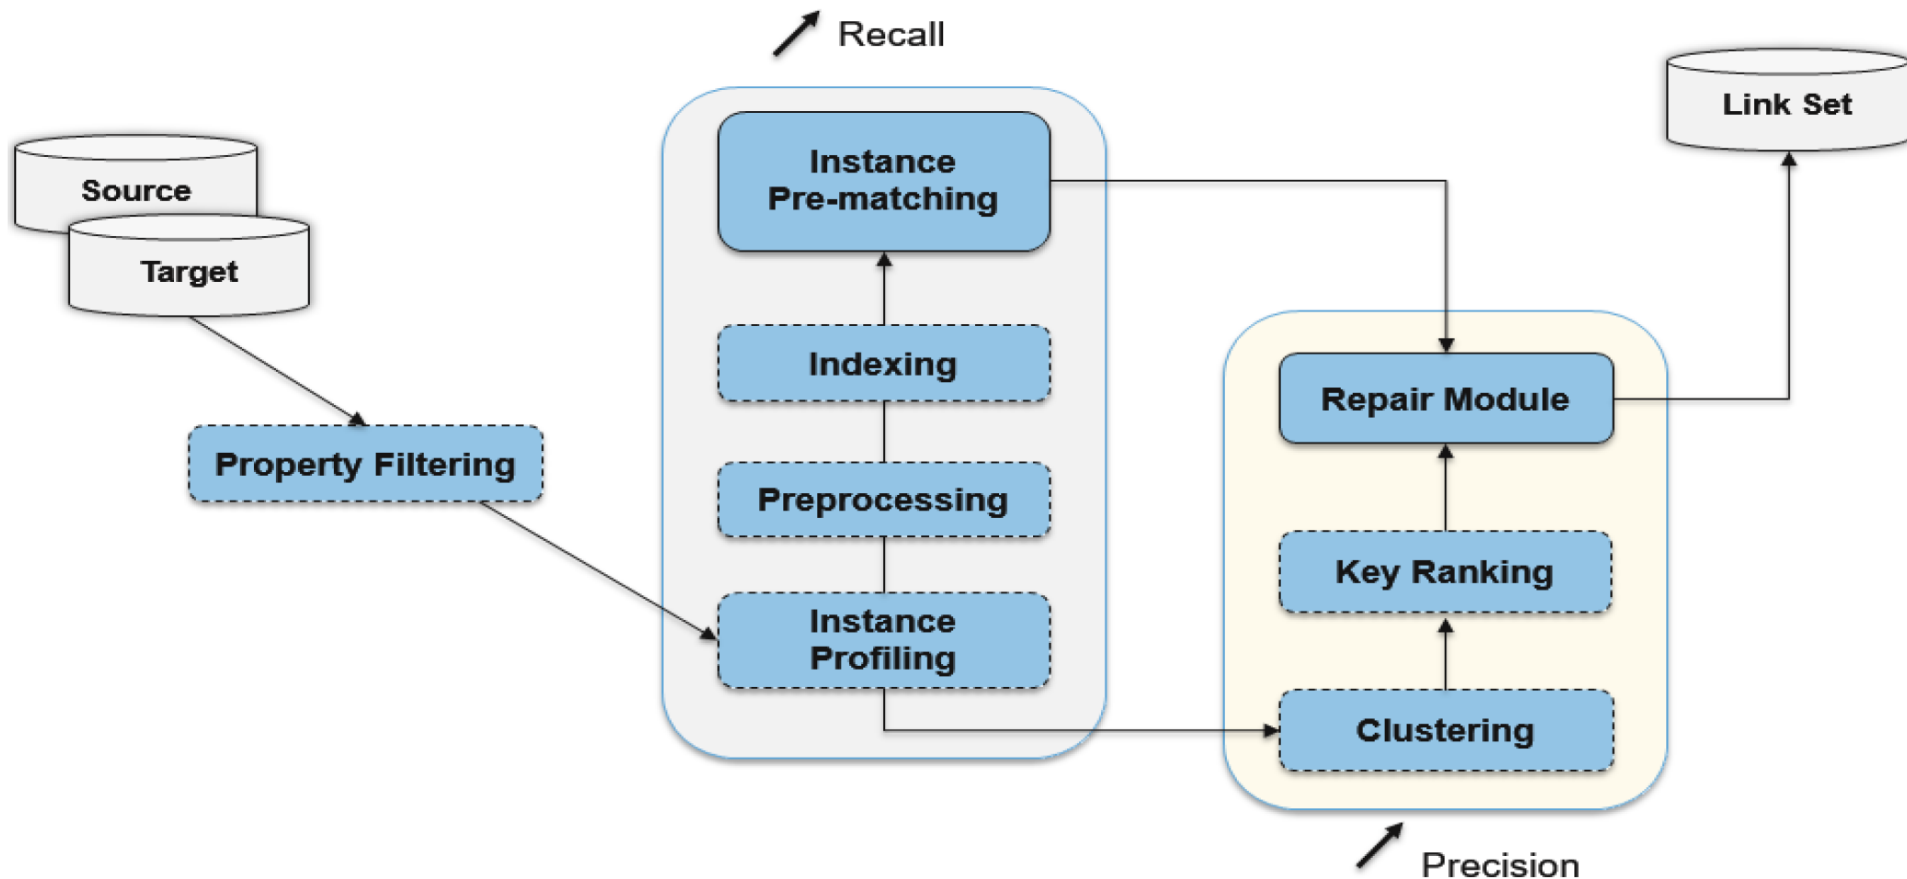 Recall
Link Set
Source
Target
Instance
Pre-matching
Indexing
Repair Module
Property Filtering
Preprocessing
Key Ranking
Instance
Profiling
Clustering
Precision